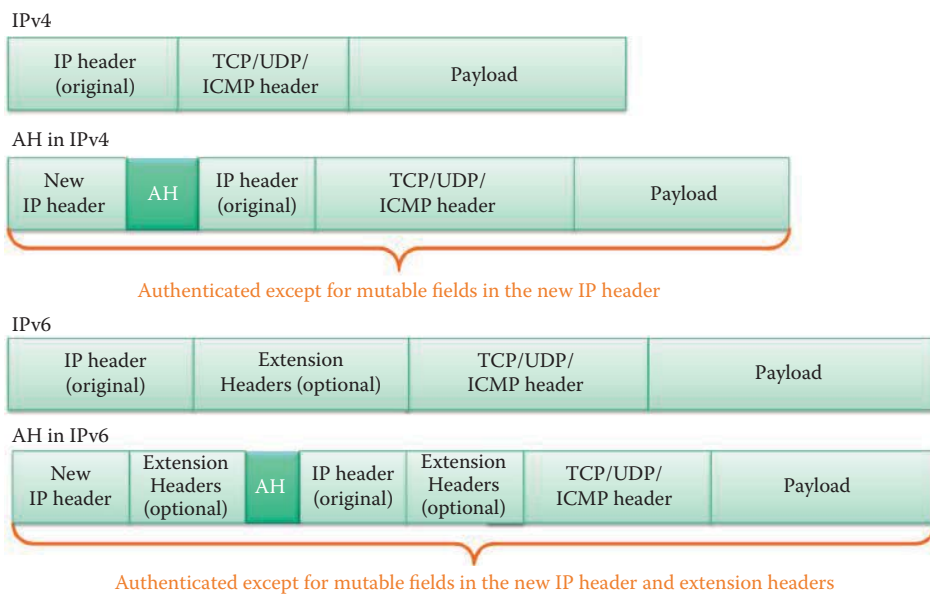 IPv4
IP header
(original)
TCP/UDP/
ICMP header
Payload
AH in IPv4
New
IP header
AH
IP header
(original)
TCP/UDP/
ICMP header
Payload
Authenticated except for mutable fields in the new IP header
IPv6
IP header
(original)
Extension
Headers (optional)
TCP/UDP/
ICMP header
Payload
AH in IPv6
New
IP header
Extension
Headers
(optional)
AH
IP header
(original)
Extension
Headers
(optional)
TCP/UDP/
ICMP header
Payload
Authenticated except for mutable fields in the new IP header and extension headers